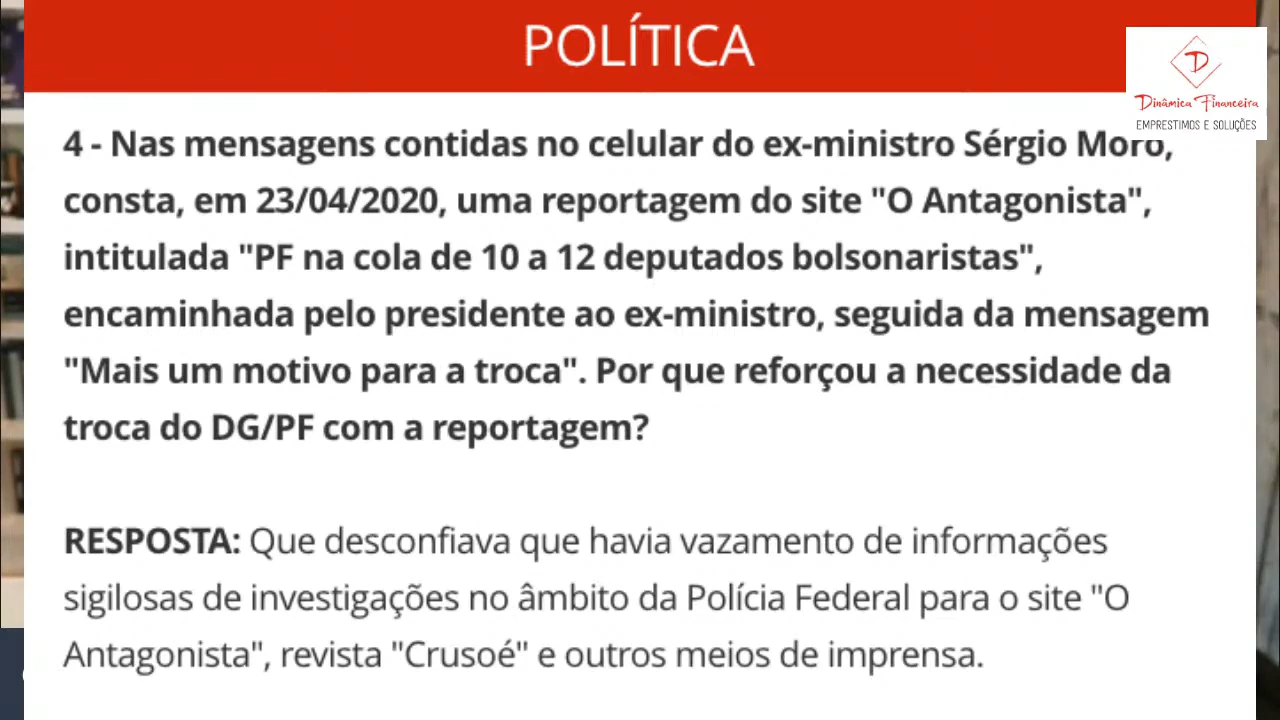 POLÍTICA
D
Dinâmica Financeira
EMPRESTIMOS E SOLUÇÕES
4 - Nas mensagens contidas no celular do ex-ministro Sérgio Moro,
consta, em 23/04/2020, uma reportagem do site "O Antagonista",
intitulada "PF na cola de 10 a 12 deputados bolsonaristas",
encaminhada pelo presidente ao ex-ministro, seguida da mensagem
"Mais um motivo para a troca". Por que reforçou a necessidade da
troca do DG/PF com a reportagem?
RESPOSTA: Que desconfiava que havia vazamento de informações
sigilosas de investigações no âmbito da Polícia Federal para o site "O
Antagonista", revista "Crusoé" e outros meios de imprensa.